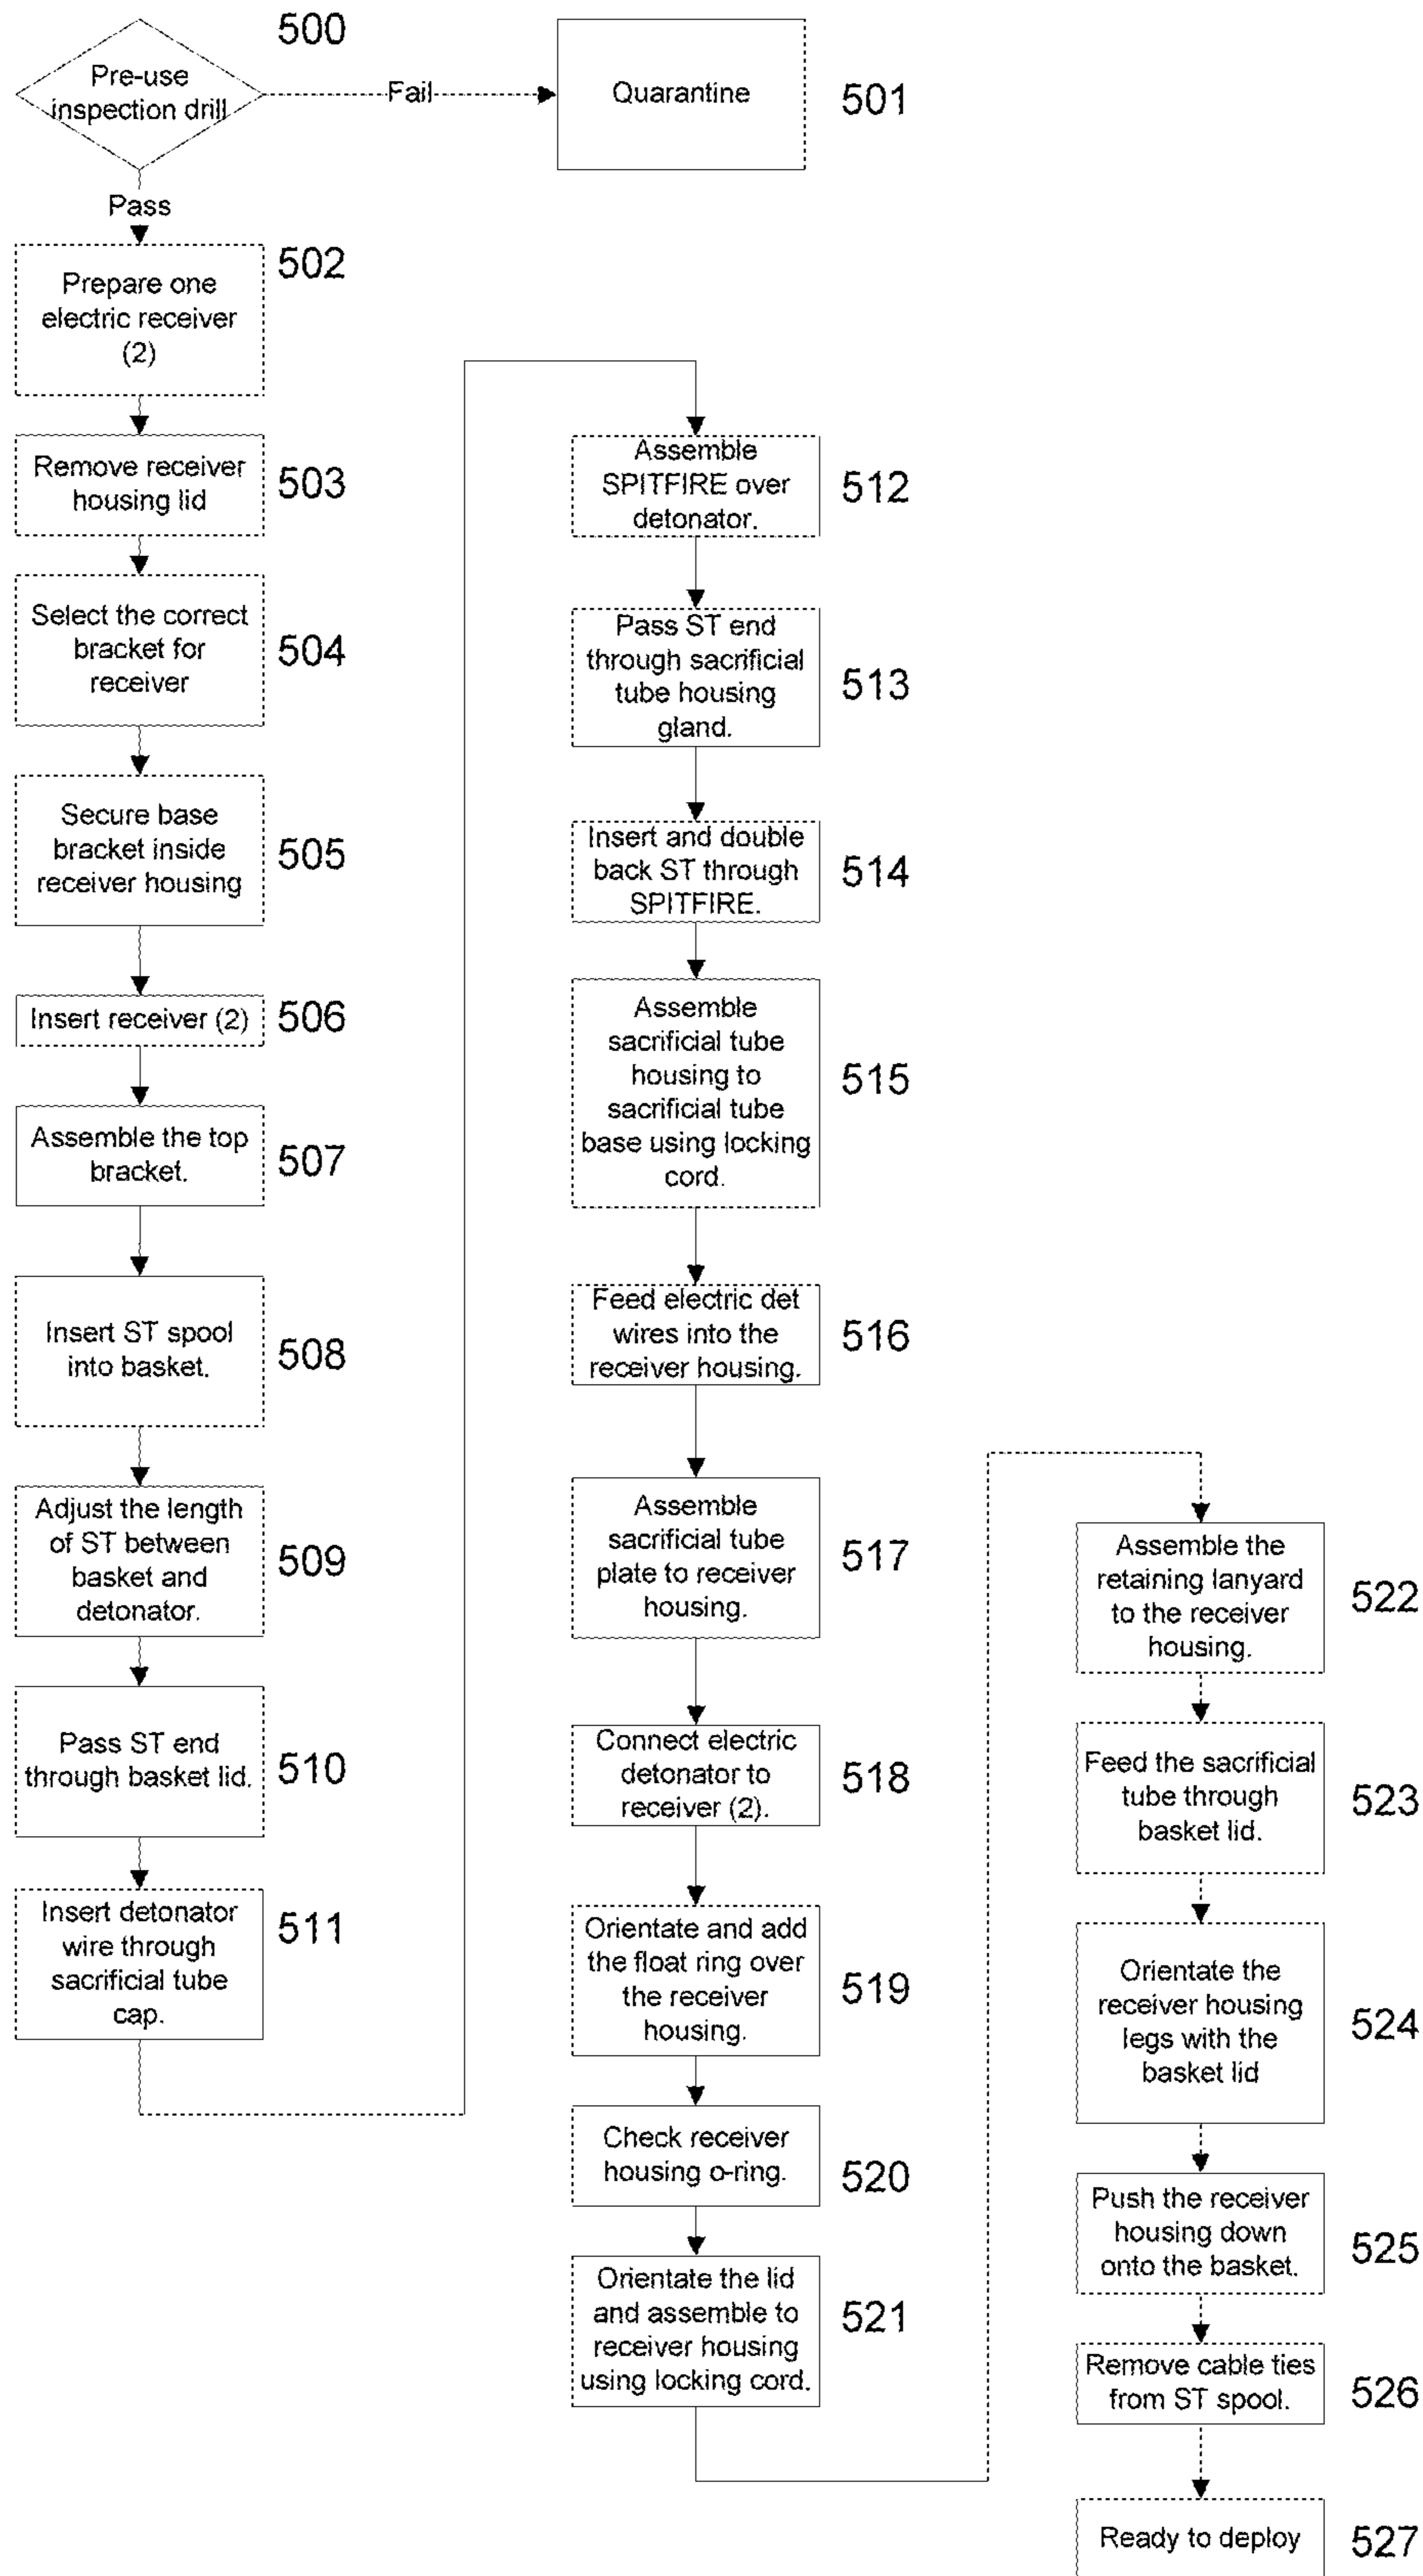 500
Pre-use
inspection drill
Fail
Quarantine
501
Pass
502
Prepare one
electric receiver
(2)
503
Remove receiver
housing lid
504
Select the correct
bracket for
receiver
505
Secure base
bracket inside
receiver housing
506
Insert receiver (2)
507
Assemble the top
bracket.
508
Insert ST spool
into basket.
509
Adjust the length
of ST between
basket and
detonator.
510
Pass ST end
through basket lid.
511
Insert detonator
wire through
sacrificial tube
cap.
512
Assemble
SPITFIRE over
detonator.
513
Pass ST end
through sacrificial
tube housing
gland.
514
Insert and double
back ST through
SPITFIRE.
515
Assemble
sacrificial tube
housing to
sacrificial tube
base using locking
cord.
516
Feed electric det
wires into the
receiver housing.
517
Assemble
sacrificial tube
plate to receiver
housing.
518
Connect electric
detonator to
receiver (2).
519
Orientate and add
the float ring over
the receiver
housing.
520
Check receiver
housing o-ring.
521
Orientate the lid
and assemble to
receiver housing
using locking cord.
522
Assemble the
retaining lanyard
to the receiver
housing.
523
Feed the sacrificial
tube through
basket lid.
524
Orientate the
receiver housing
legs with the
basket lid
525
Push the receiver
housing down
onto the basket.
526
Remove cable ties
from ST spool.
527
Ready to deploy